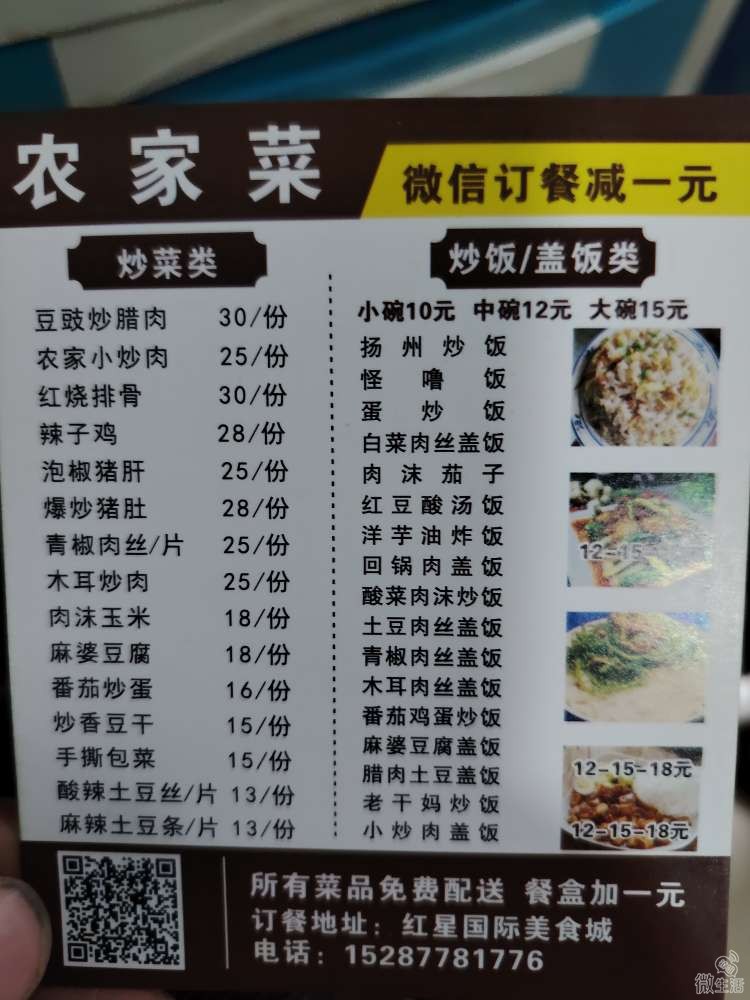 农家菜
微信订餐减一元
炒菜类
豆豉炒腊肉 30/份
农家小炒肉 25/份
红烧排骨 30/份
辣子鸡 28/份
泡椒猪肝 25/份
爆炒猪肚 28/份
青椒肉丝/片 25/份
木耳炒肉 25/份
肉沫玉米 18/份
麻婆豆腐 18/份
番茄炒蛋 16/份
炒香豆干 15/份
手撕包菜 15/份
酸辣土豆丝/片 13/份
麻辣土豆条/片 13/份
炒饭/盖饭类
小碗10元 中碗12元 大碗15元
扬州炒饭
怪噜饭
蛋炒饭
白菜肉丝盖饭
肉沫茄子
红豆酸汤饭
洋芋油炸饭
回锅肉盖饭
酸菜肉沫炒饭
土豆肉丝盖饭
青椒肉丝盖饭
木耳肉丝盖饭
番茄鸡蛋炒饭
麻婆豆腐盖饭
腊肉土豆盖饭
老干妈炒饭
小炒肉盖饭
12-15
12-15-18元
12-15-18元
所有菜品免费配送 餐盒加一元
订餐地址：红星国际美食城
电话：15287781776
微生活